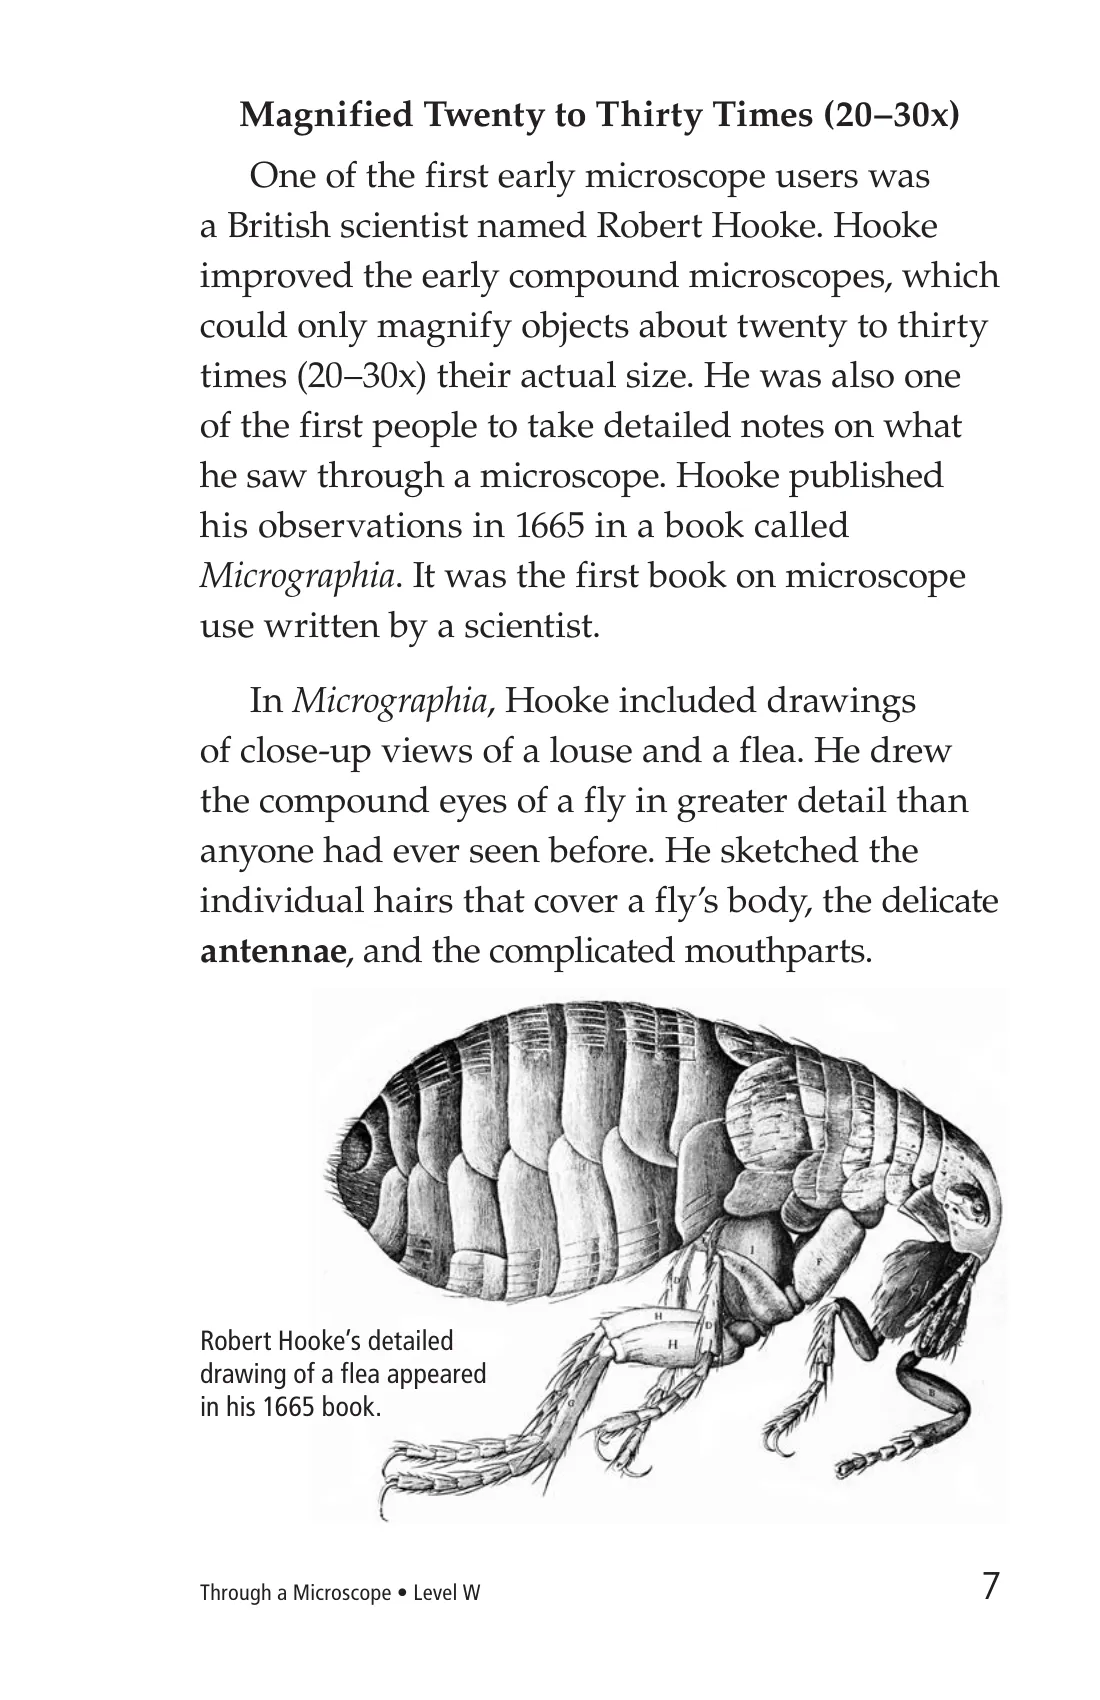 Magnified Twenty to Thirty Times (20–30x)
One of the first early microscope users was
a British scientist named Robert Hooke. Hooke
improved the early compound microscopes, which
could only magnify objects about twenty to thirty
times (20–30x) their actual size. He was also one
of the first people to take detailed notes on what
he saw through a microscope. Hooke published
his observations in 1665 in a book called
Micrographia. It was the first book on microscope
use written by a scientist.
In Micrographia, Hooke included drawings
of close-up views of a louse and a flea. He drew
the compound eyes of a fly in greater detail than
anyone had ever seen before. He sketched the
individual hairs that cover a fly’s body, the delicate
antennae, and the complicated mouthparts.
I
F
D
H
D
H
B
G
Robert Hooke’s detailed
drawing of a flea appeared
in his 1665 book.
Through a Microscope • Level W
7